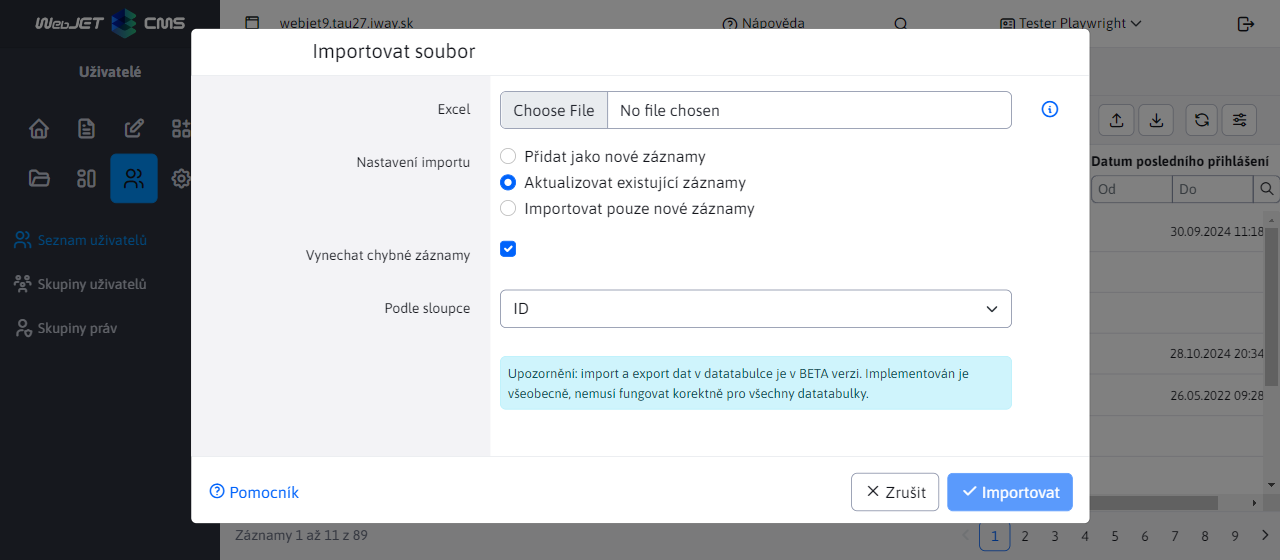 WebJET CMS
webjet9.tau27.iway.sk
Nápověda
Tester Playwright
Importovat soubor
Uživatelé
Excel
Choose File No file chosen
Nastavení importu
Přidat jako nové záznamy
Aktualizovat existující záznamy
Importovat pouze nové záznamy
Datum posledního přihlášení
Od Do
Seznam uživatelů
Vynechat chybné záznamy
30.09.2024 11:18
Skupiny uživatelů
Podle sloupce
ID
Skupiny práv
28.10.2024 20:34
Upozornění: import a export dat v datatabulce je v BETA verzi. Implementován je
všeobecně, nemusí fungovat korektně pro všechny datatabulky.
26.05.2022 09:28
Pomocník
Zrušit
Importovat
Záznamy 1 až 11 z 89
1 2 3 4 5 6 7 8 9